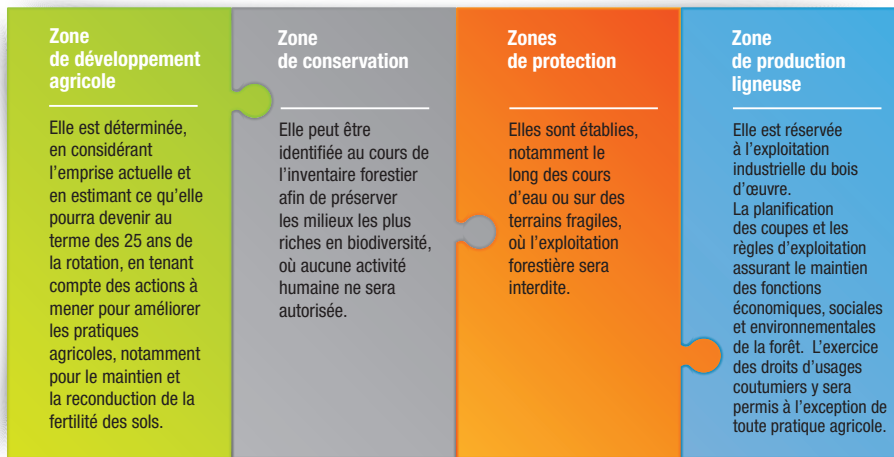 Zone
de développement
agricole
Elle est déterminée,
en considérant
l’emprise actuelle et
en estimant ce qu’elle
pourra devenir au
terme des 25 ans de
la rotation, en tenant
compte des actions à
mener pour améliorer
les pratiques
agricoles, notamment
pour le maintien et
la reconduction de la
fertilité des sols.
Zone
de conservation
Elle peut être
identifiée au cours de
l’inventaire forestier
afin de préserver
les milieux les plus
riches en biodiversité,
où aucune activité
humaine ne sera
autorisée.
Zones
de protection
Elles sont établies,
notamment le
long des cours
d’eau ou sur des
terrains fragiles,
où l’exploitation
forestière sera
interdite.
Zone
de production
ligneuse
Elle est réservée
à l’exploitation
industrielle du bois
d’œuvre.
La planification
des coupes et les
règles d’exploitation
assurant le maintien
des fonctions
économiques, sociales
et environnementales
de la forêt. L’exercice
des droits d’usages
coutumiers y sera
permis à l’exception de
toute pratique agricole.